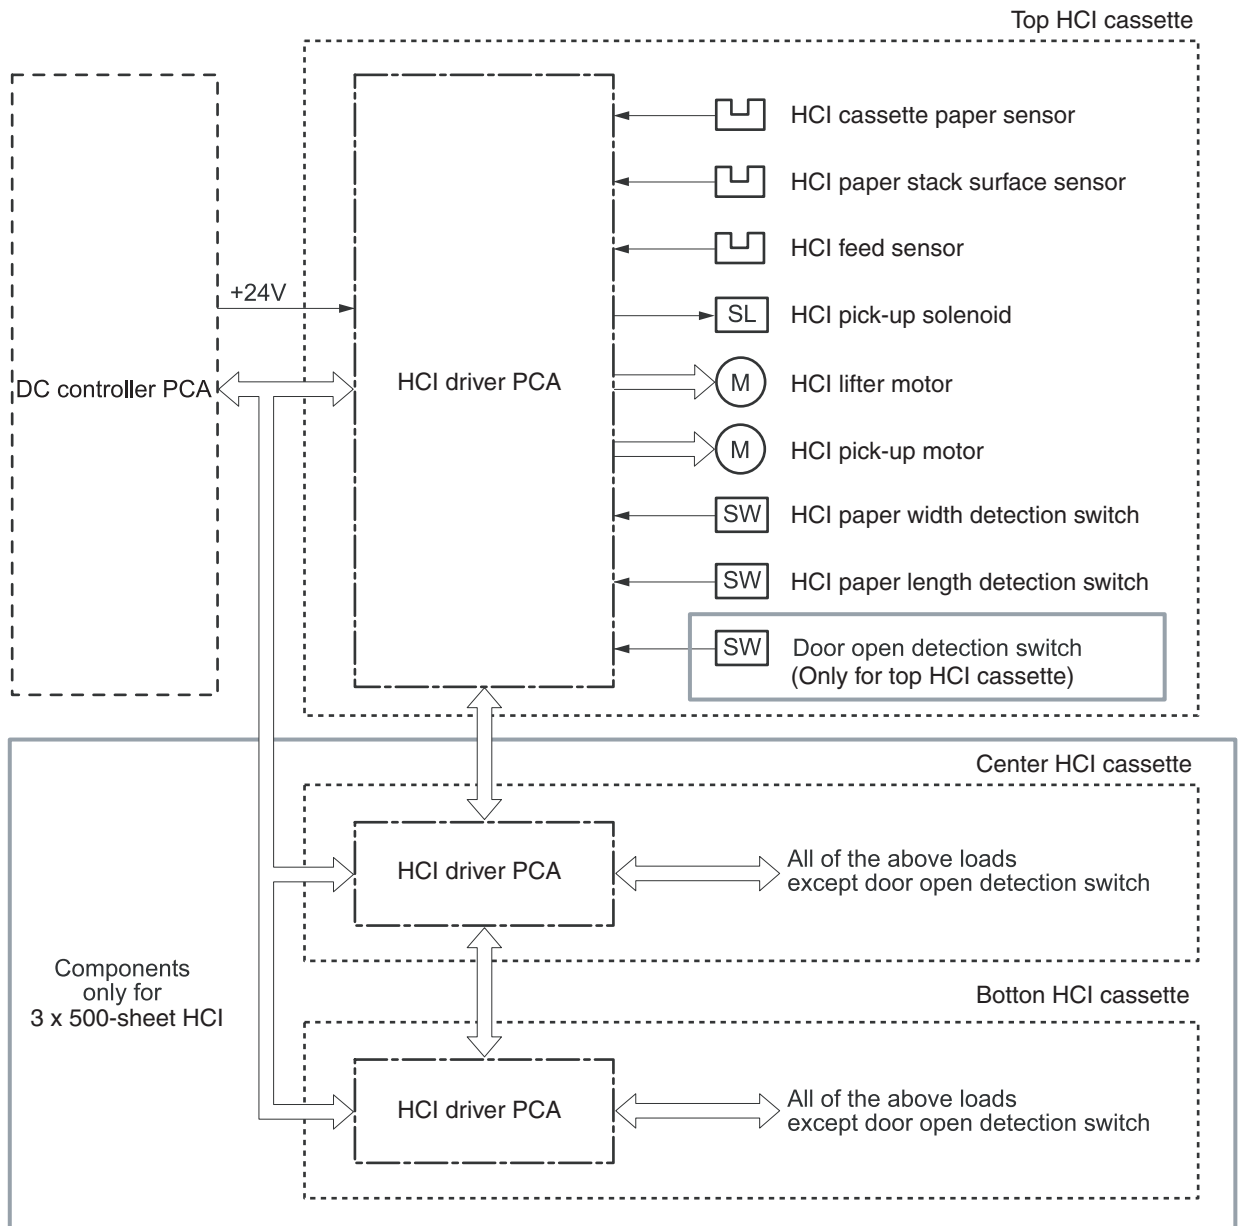 Top HCI cassette
HCI cassette paper sensor
HCI paper stack surface sensor
HCI feed sensor
+24V
SL
HCI pick-up solenoid
DC controller PCA
HCI driver PCA
M
HCI lifter motor
M
HCI pick-up motor
SW
HCI paper width detection switch
SW
HCI paper length detection switch
SW
Door open detection switch
(Only for top HCI cassette)
Center HCI cassette
HCI driver PCA
All of the above loads
except door open detection switch
Components
only for
3 x 500-sheet HCI
Botton HCI cassette
HCI driver PCA
All of the above loads
except door open detection switch